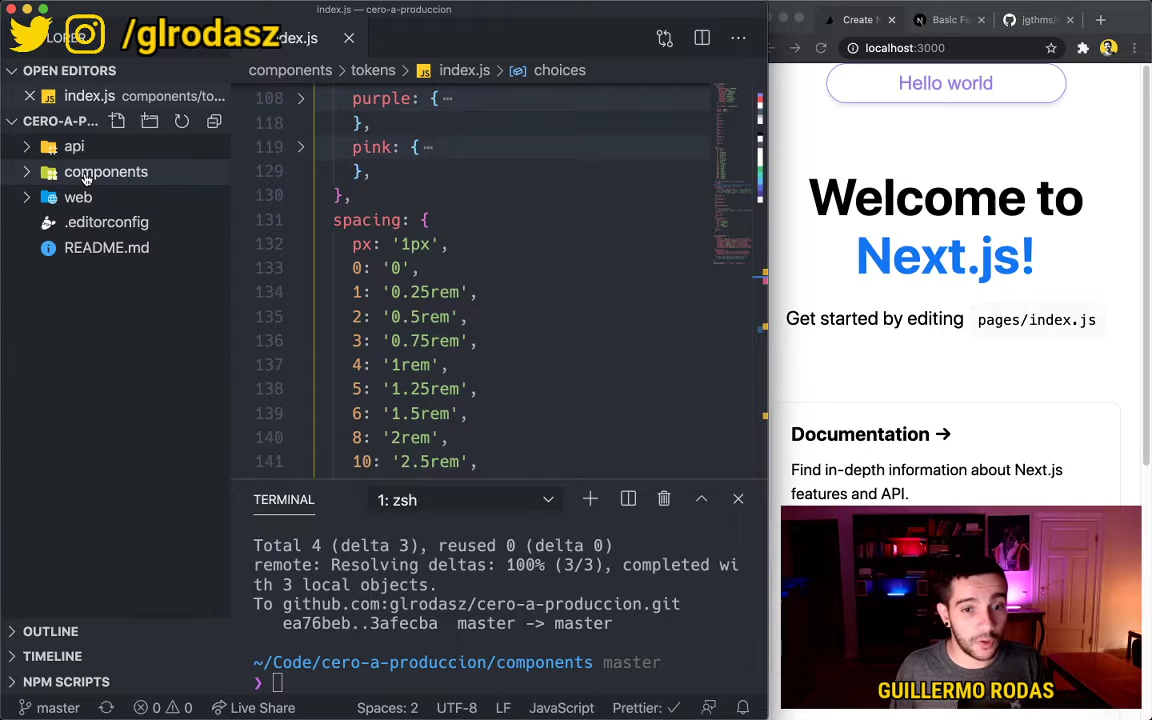 index.js — cero-a-produccion
/glrodasz
dex.js
OPEN EDITORS
index.js components/to...
CERO-A-P...
api
components
web
.editorconfig
README.md
OUTLINE
TIMELINE
NPM SCRIPTS
components > tokens > index.js > choices
108 purple: { ⋯
118 },
119 pink: { ⋯
129 },
130 },
131 spacing: {
132 px: '1px',
133 0: '0',
134 1: '0.25rem',
135 2: '0.5rem',
136 3: '0.75rem',
137 4: '1rem',
138 5: '1.25rem',
139 6: '1.5rem',
140 8: '2rem',
141 10: '2.5rem',
TERMINAL 1: zsh
Total 4 (delta 3), reused 0 (delta 0)
remote: Resolving deltas: 100% (3/3), completed wi
th 3 local objects.
To github.com:glrodasz/cero-a-produccion.git
ea76beb..3afecba master -> master
~/Code/cero-a-produccion/components master
❯
master 0 0 Live Share Spaces: 2 UTF-8 LF JavaScript Prettier: ✓
Create N Basic Fe jgthms/
localhost:3000
Hello world
Welcome to
Next.js!
Get started by editing pages/index.js
Documentation →
Find in-depth information about Next.js
features and API.
GUILLERMO RODAS